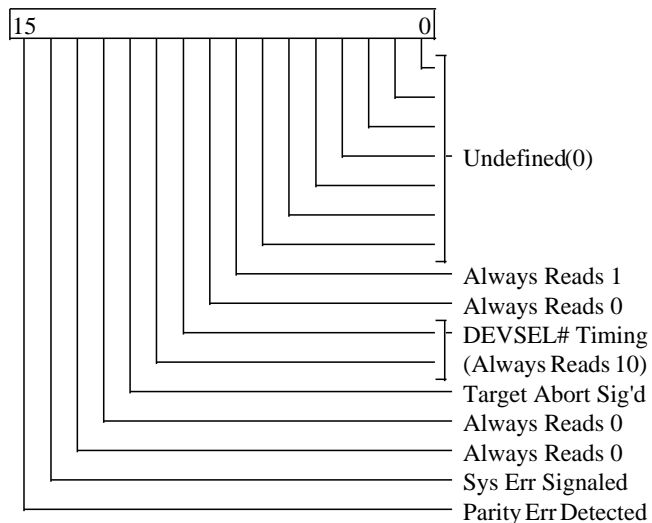 15 0
Undefined(0)
Always Reads 1
Always Reads 0
DEVSEL# Timing
(Always Reads 10)
Target Abort Sig'd
Always Reads 0
Always Reads 0
Sys Err Signaled
Parity Err Detected